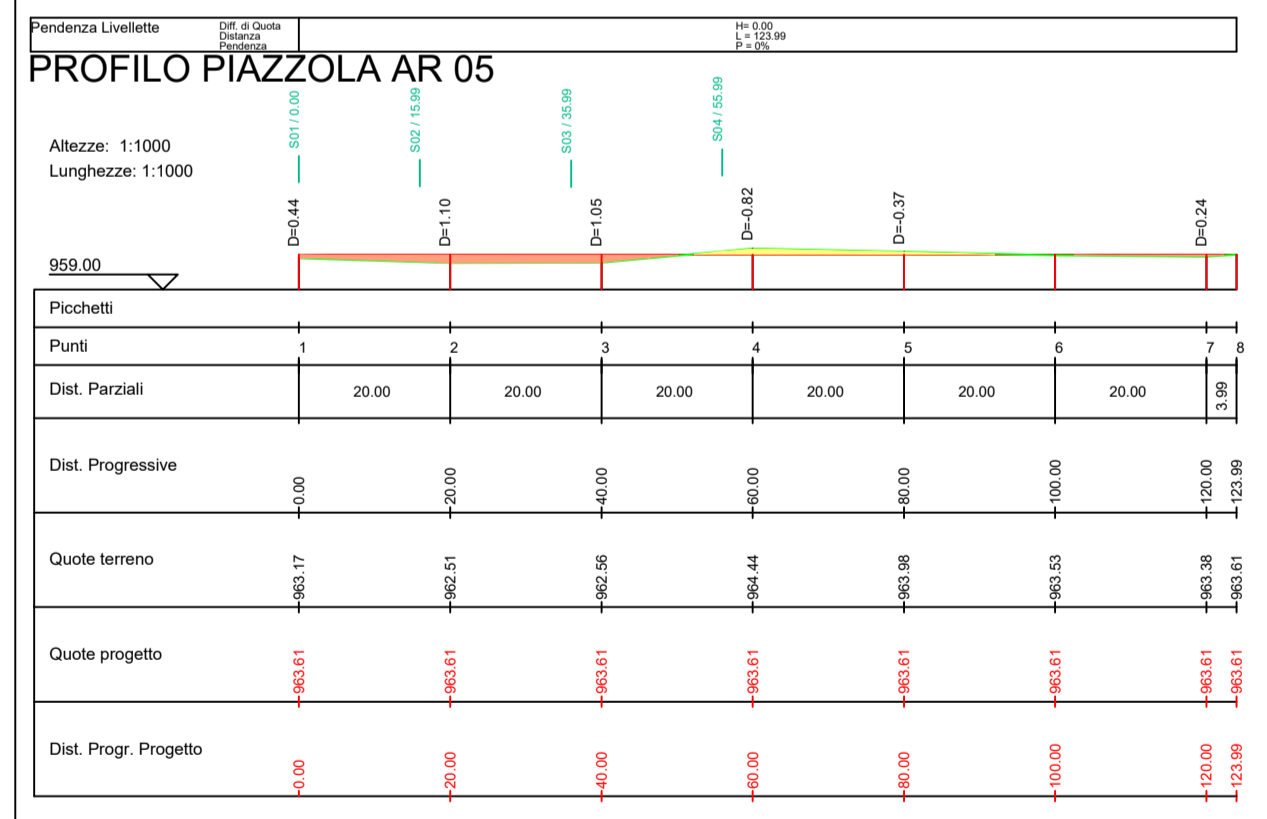 Pendenza Livellette
Diff. di Quota
Distanza
Pendenza
H= 0.00
L = 123.99
P = 0%
PROFILO PIAZZOLA AR 05
S01 / 0.00
S02 / 15.99
S03 / 35.99
S04 / 55.99
Altezze: 1:1000
Lunghezze: 1:1000
D=0.44
D=1.10
D=1.05
D=-0.82
D=-0.37
D=0.24
959.00
Picchetti
Punti 1 2 3 4 5 6 7 8
Dist. Parziali 20.00 20.00 20.00 20.00 20.00 20.00 3.99
Dist. Progressive 0.00 20.00 40.00 60.00 80.00 100.00 120.00 123.99
Quote terreno 963.17 962.51 962.56 964.44 963.98 963.53 963.38 963.61
Quote progetto 963.61 963.61 963.61 963.61 963.61 963.61 963.61 963.61
Dist. Progr. Progetto 0.00 20.00 40.00 60.00 80.00 100.00 120.00 123.99